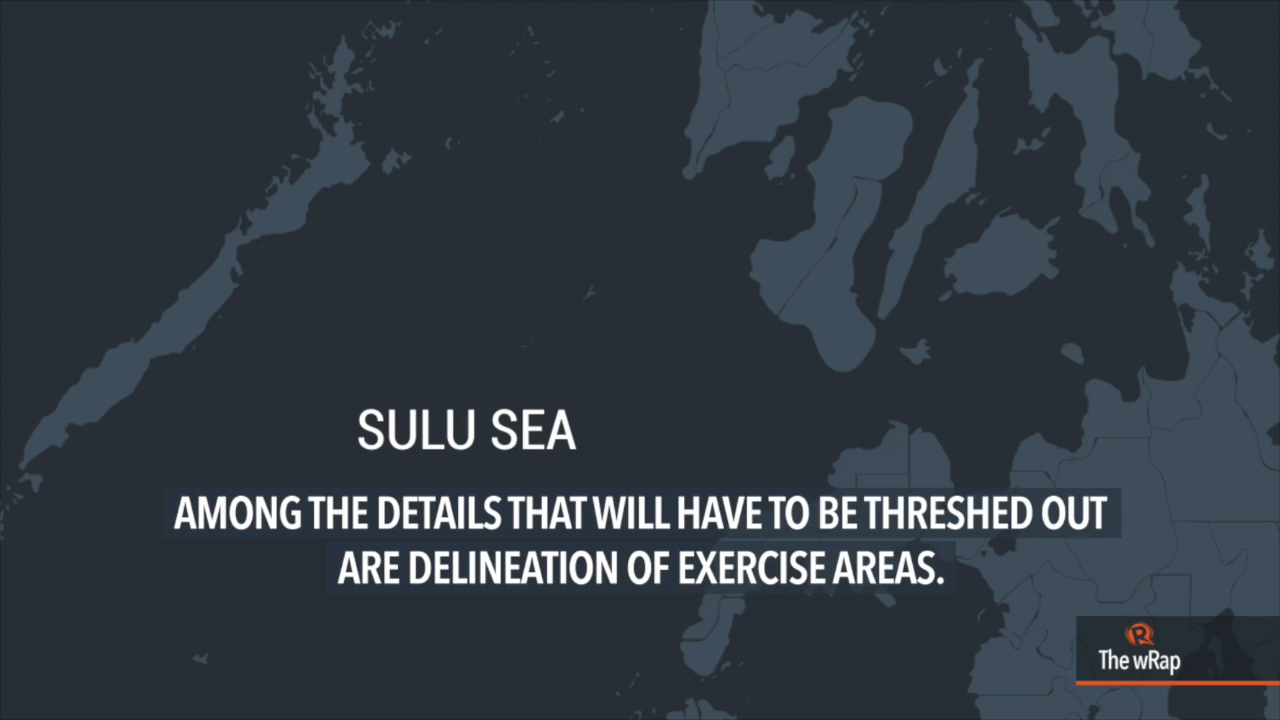 SULU SEA
AMONG THE DETAILS THAT WILL HAVE TO BE THRESHED OUT
ARE DELINEATION OF EXERCISE AREAS.
R
The wRap